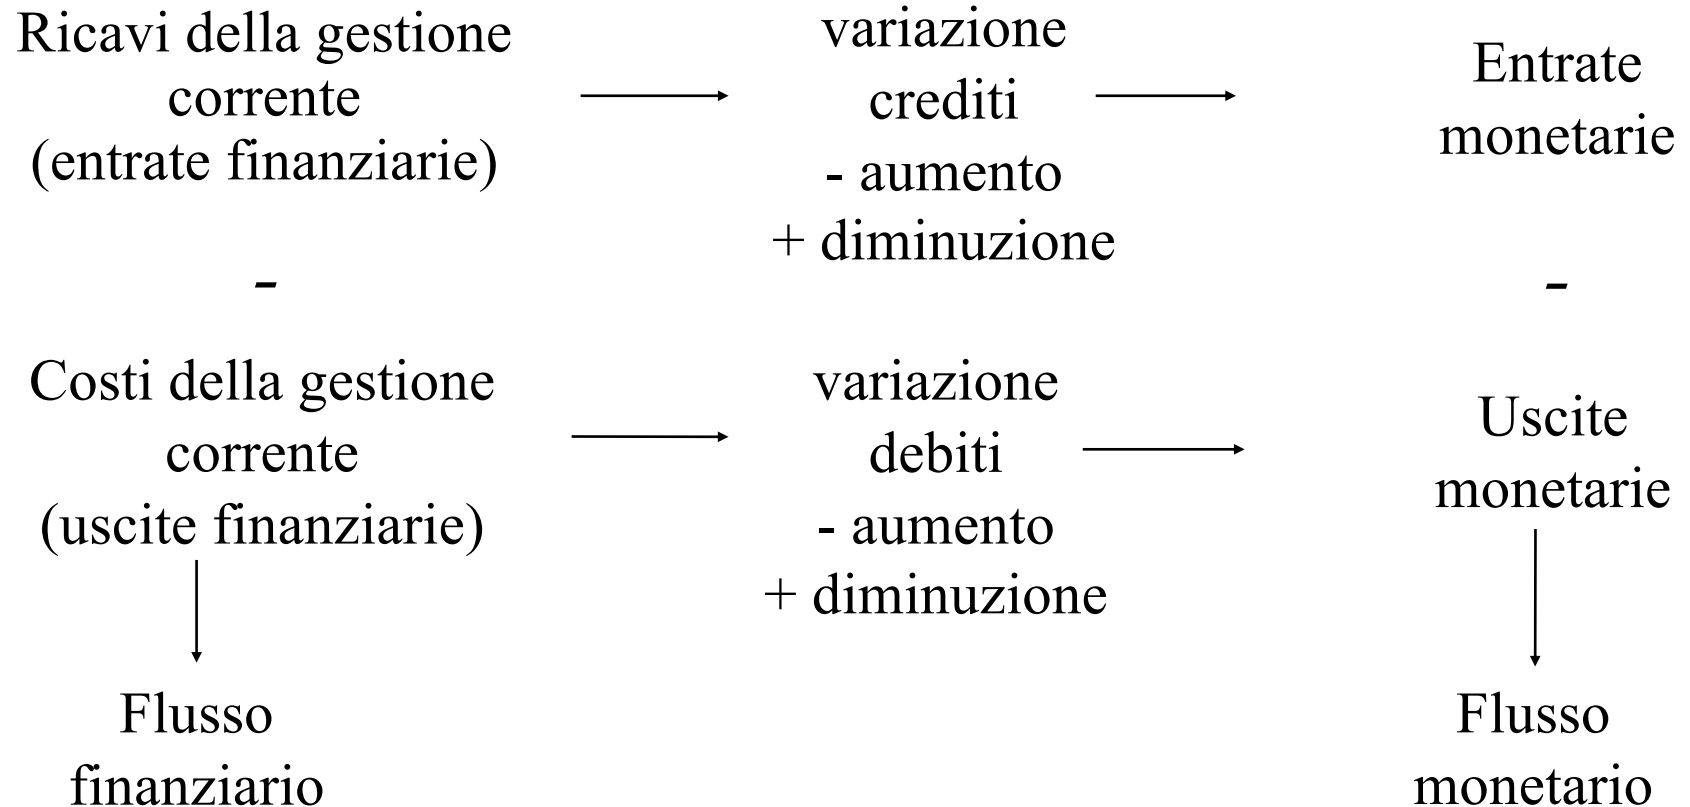 Ricavi della gestione
corrente
(entrate finanziarie)
variazione
crediti
- aumento
+ diminuzione
Entrate
monetarie
-
-
Costi della gestione
corrente
(uscite finanziarie)
variazione
debiti
- aumento
+ diminuzione
Uscite
monetarie
Flusso
finanziario
Flusso
monetario